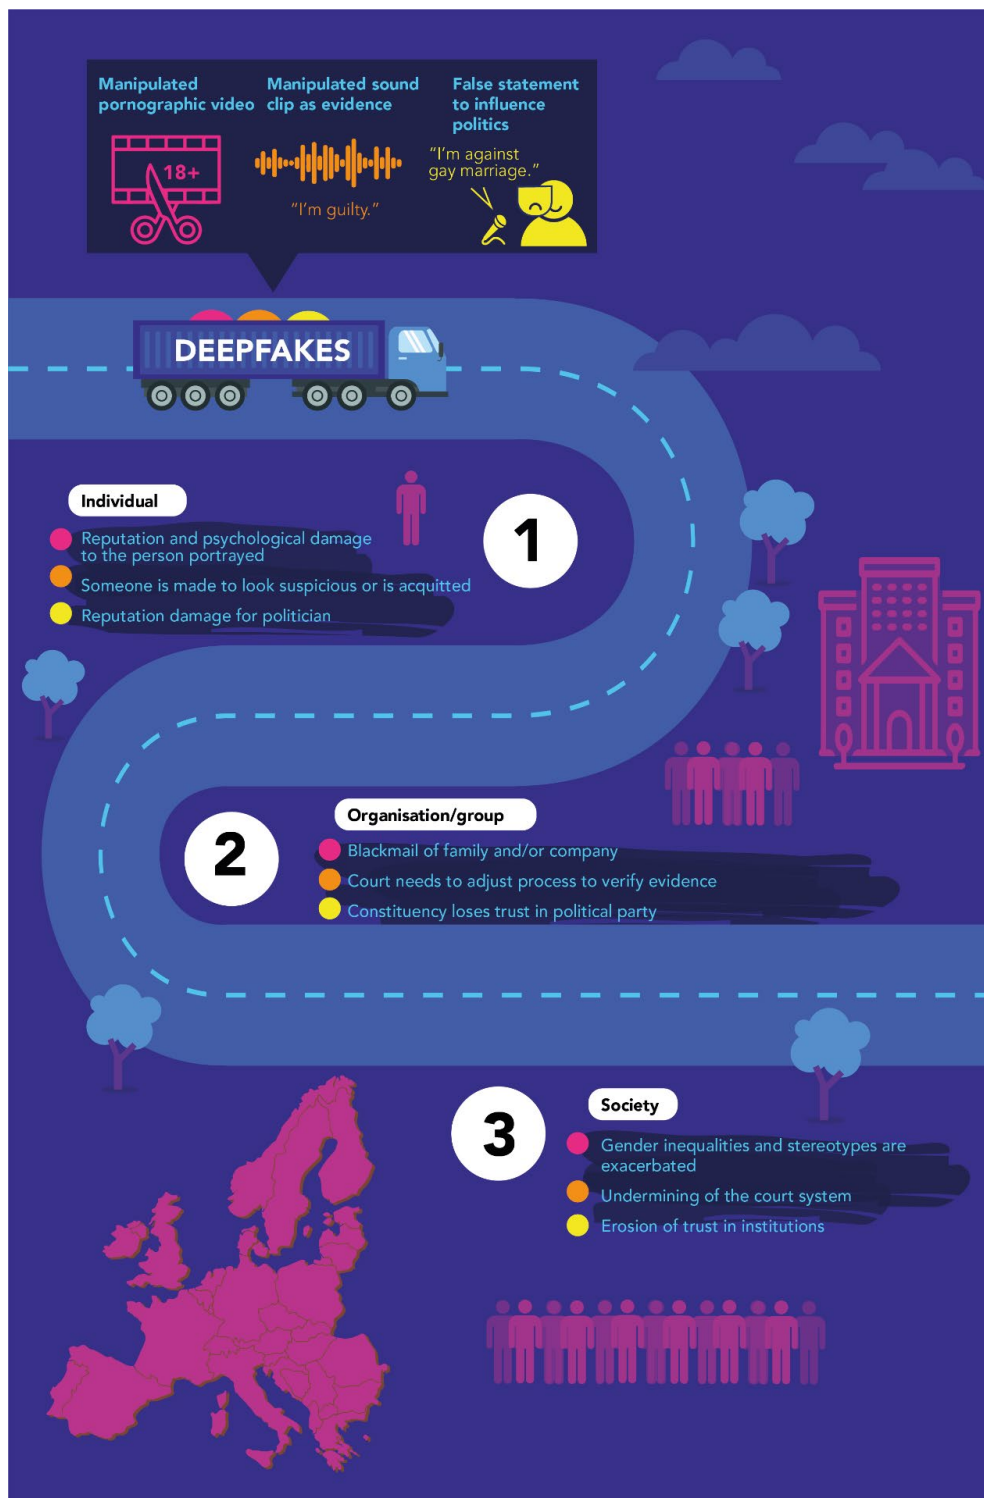 Manipulated
pornographic video
18+
Manipulated sound
clip as evidence
"I'm guilty."
False statement
to influence
politics
"I'm against
gay marriage."
DEEPFAKES
1
Individual
Reputation and psychological damage
to the person portrayed
Someone is made to look suspicious or is acquitted
Reputation damage for politician
2
Organisation/group
Blackmail of family and/or company
Court needs to adjust process to verify evidence
Constituency loses trust in political party
3
Society
Gender inequalities and stereotypes are
exacerbated
Undermining of the court system
Erosion of trust in institutions